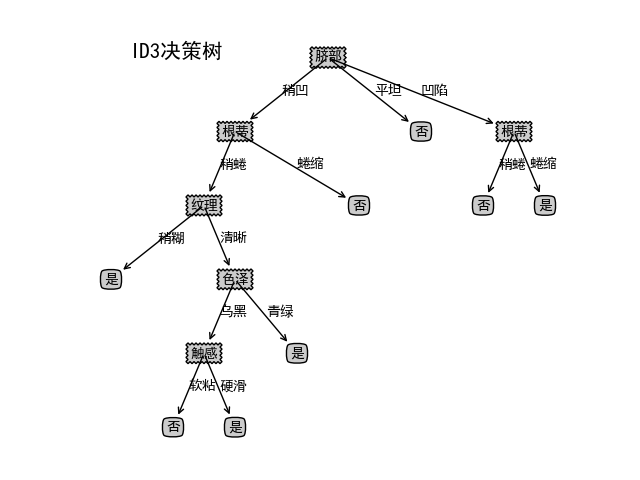 ID3决策树
脐部
稍凹
平坦
凹陷
根蒂
否
根蒂
稍蜷
蜷缩
稍蜷
蜷缩
纹理
否
否
是
稍糊
清晰
是
色泽
乌黑
青绿
触感
是
软粘
硬滑
否
是